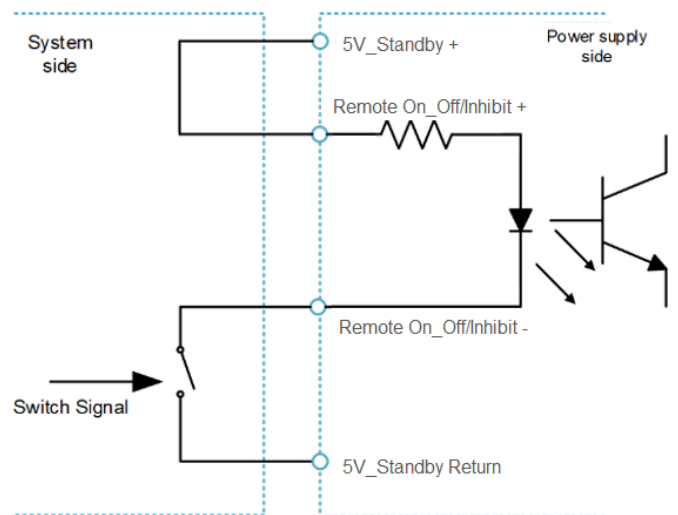 System
side
5V_Standby +
Power supply
side
Remote On_Off/Inhibit +
Remote On_Off/Inhibit -
Switch Signal
5V_Standby Return